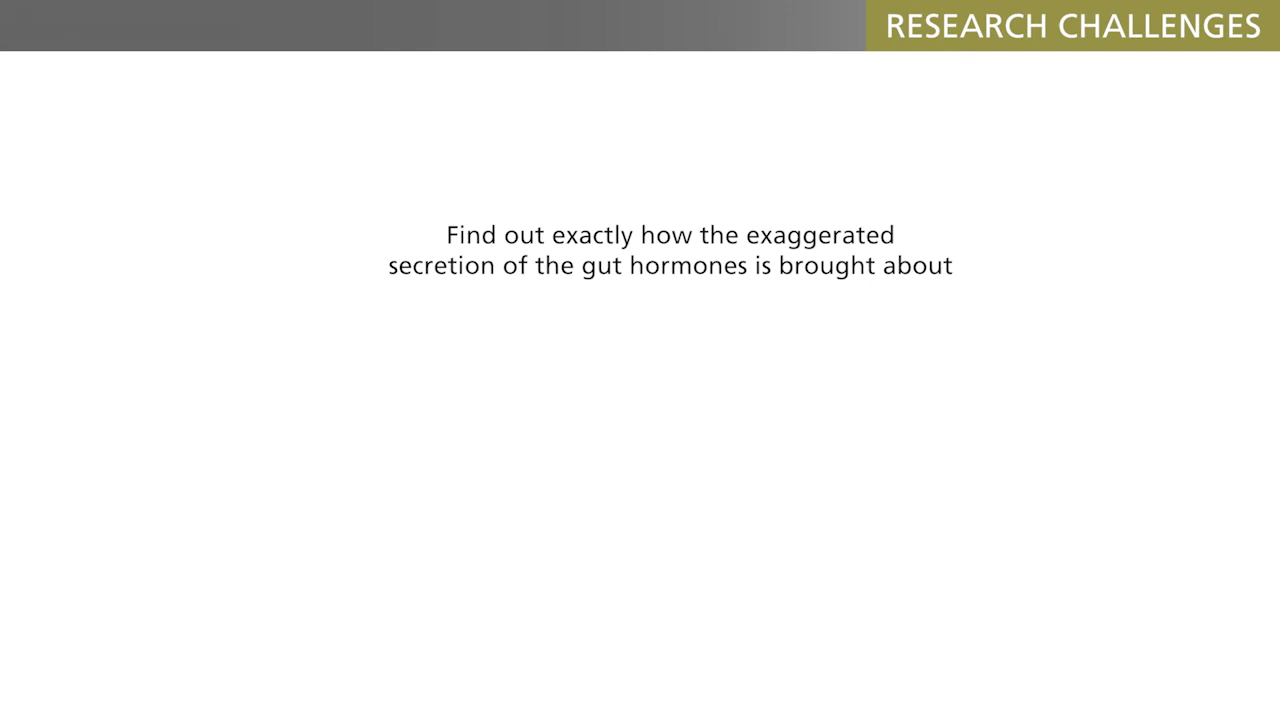 RESEARCH CHALLENGES
Find out exactly how the exaggerated
secretion of the gut hormones is brought about